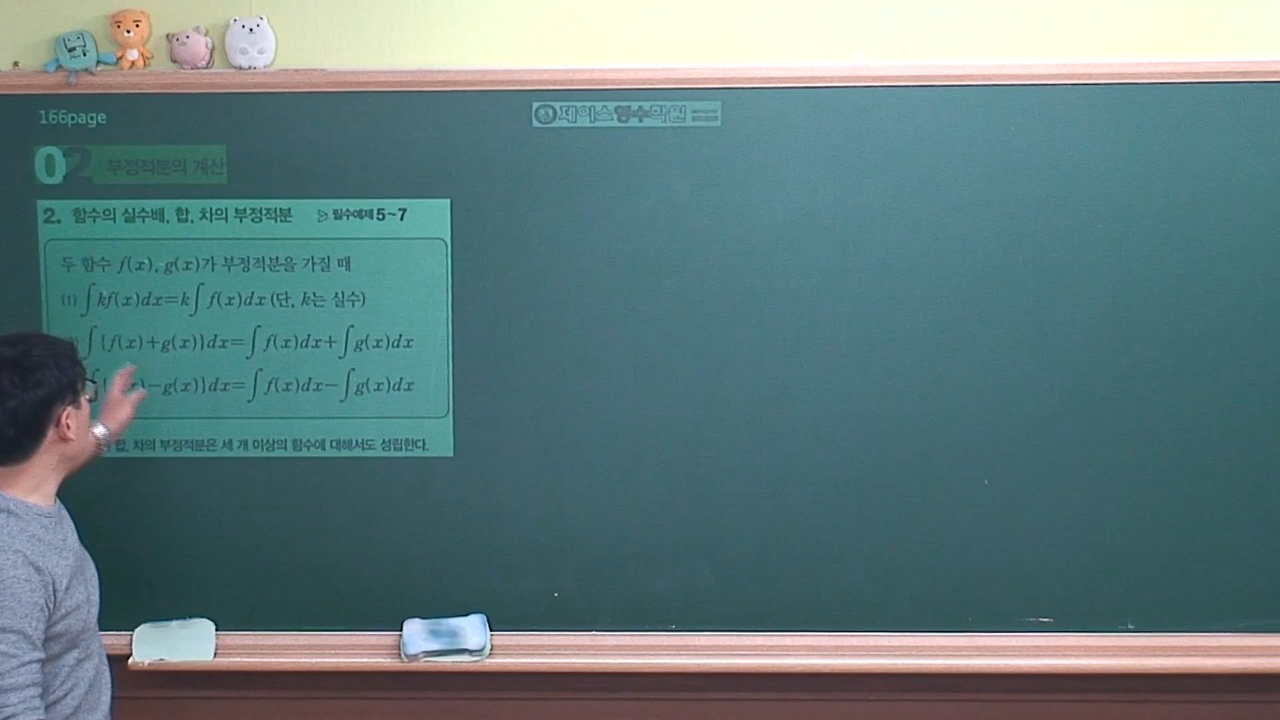 166page
제이스영수학원
02 부정적분의 계산
2. 함수의 실수배, 합, 차의 부정적분 ▷ 필수예제 5~7
두 함수 f(x), g(x)가 부정적분을 가질 때
(1) ∫kf(x)dx=k∫f(x)dx (단, k는 실수)
∫{f(x)+g(x)}dx=∫f(x)dx+∫g(x)dx
−g(x)}dx=∫f(x)dx−∫g(x)dx
합, 차의 부정적분은 세 개 이상의 함수에 대해서도 성립한다.